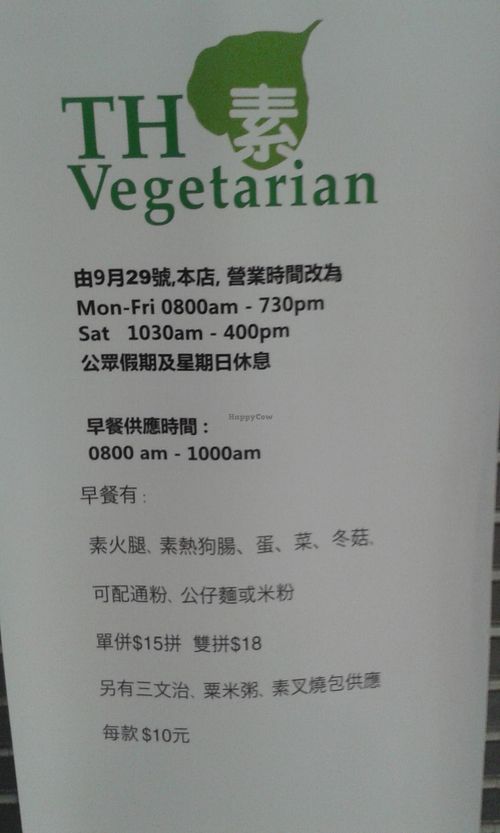 TH 素
Vegetarian
由9月29號,本店, 營業時間改為
Mon-Fri 0800am - 730pm
Sat 1030am - 400pm
公眾假期及星期日休息
HappyCow
早餐供應時間：
0800 am - 1000am
早餐有：
素火腿、素熱狗腸、蛋、菜、冬菇,
可配通粉、公仔麵或米粉
單併$15拼 雙拼$18
另有三文治、粟米粥、素叉燒包供應
每款 $10元